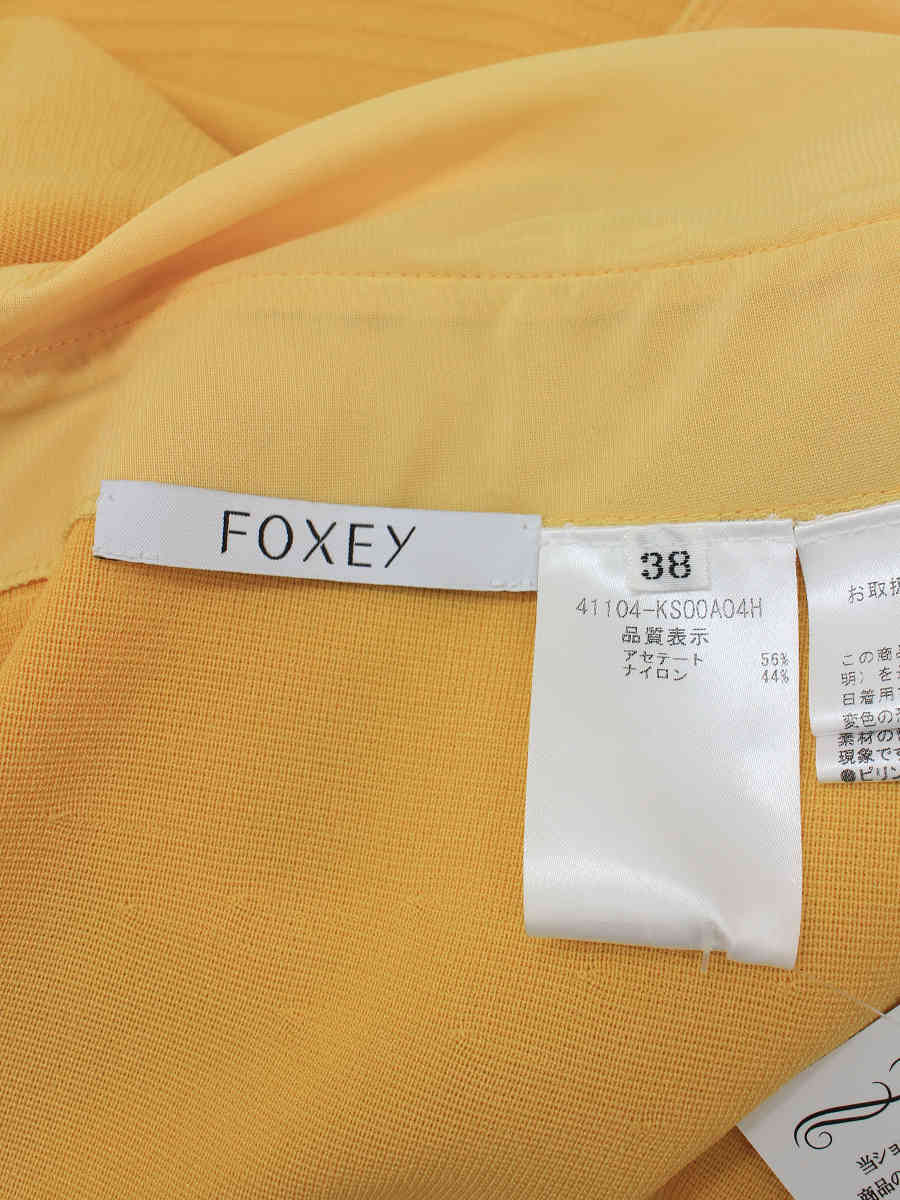 FOXEY
38
41104-KS00A04H
品質表示
アセテート 56%
ナイロン 44%
お取扱
この商品
明）を
日着用
変色の
素材の
現象です
●ピリン
当ショ
商品の